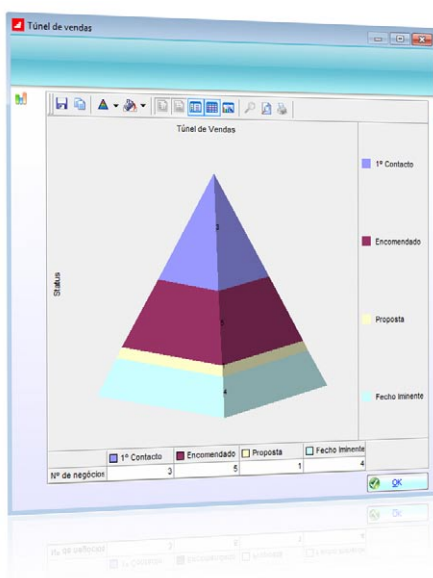 Túnel de vendas
Túnel de Vendas
1º Contacto
Encomendado
Proposta
Fecho Iminente
Status
3
5
4
1º Contacto Encomendado Proposta Fecho Iminente
Nº de negócios 3 5 1 4
OK